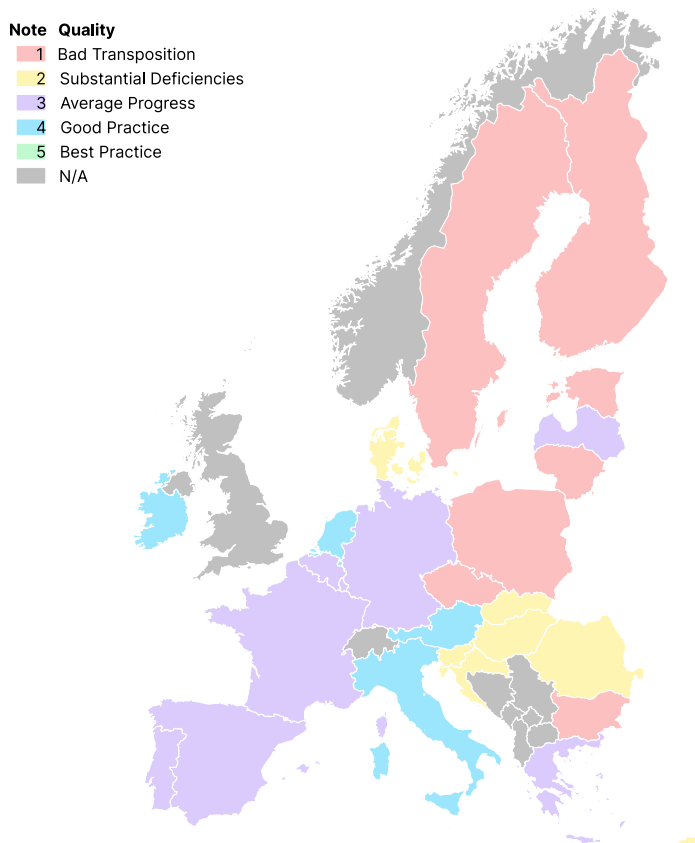 Note Quality
1 Bad Transposition
2 Substantial Deficiencies
3 Average Progress
4 Good Practice
5 Best Practice
N/A